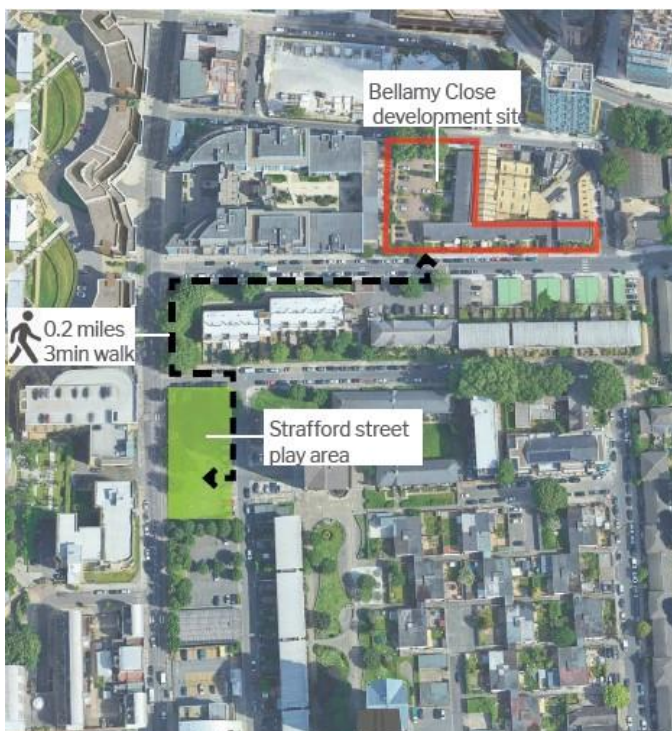 Bellamy Close
development site
0.2 miles
3min walk
Strafford street
play area